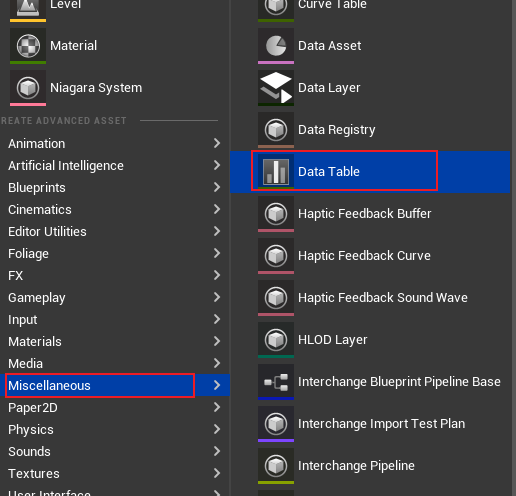 Level
Material
Niagara System
REATE ADVANCED ASSET
Animation
Artificial Intelligence
Blueprints
Cinematics
Editor Utilities
Foliage
FX
Gameplay
Input
Materials
Media
Miscellaneous
Paper2D
Physics
Sounds
Textures
User Interface
Curve Table
Data Asset
Data Layer
Data Registry
Data Table
Haptic Feedback Buffer
Haptic Feedback Curve
Haptic Feedback Sound Wave
HLOD Layer
Interchange Blueprint Pipeline Base
Interchange Import Test Plan
Interchange Pipeline